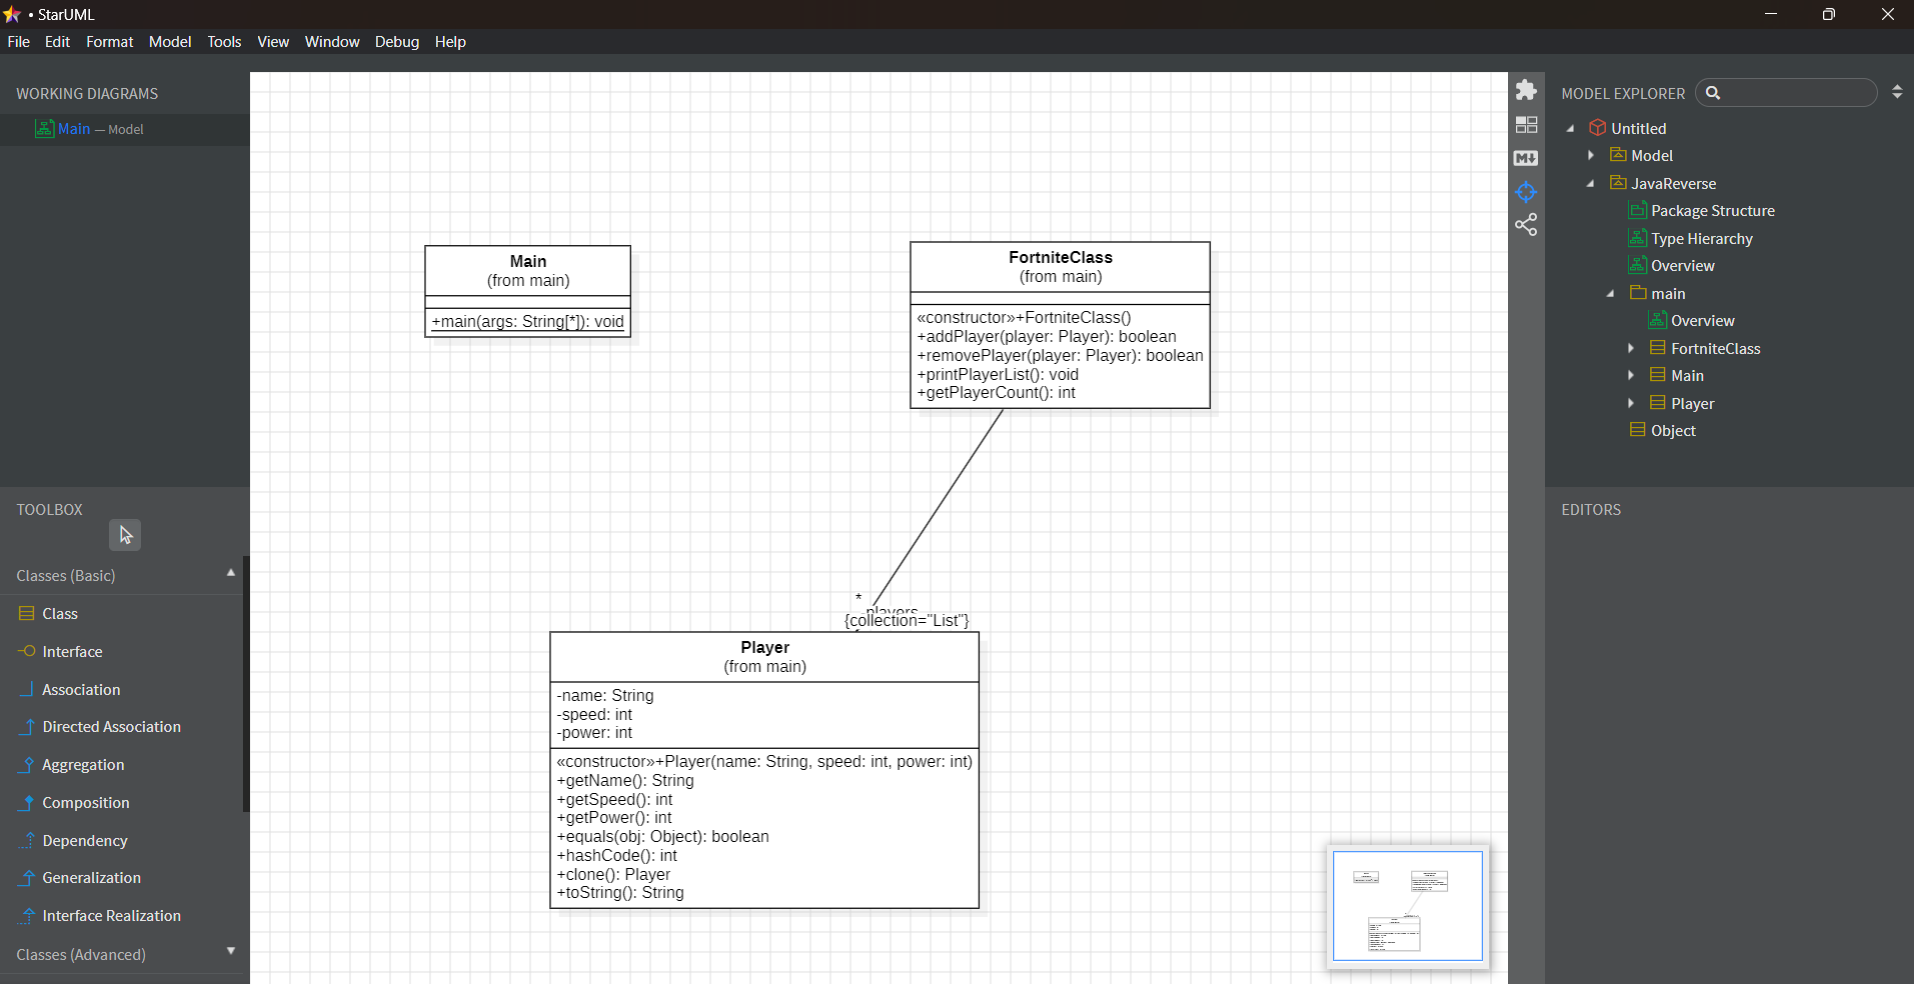 • StarUML
File Edit Format Model Tools View Window Debug Help
WORKING DIAGRAMS
Main — Model
TOOLBOX
Classes (Basic)
Class
Interface
Association
Directed Association
Aggregation
Composition
Dependency
Generalization
Interface Realization
Classes (Advanced)
Main
(from main)
+main(args: String[*]): void
FortniteClass
(from main)
«constructor»+FortniteClass()
+addPlayer(player: Player): boolean
+removePlayer(player: Player): boolean
+printPlayerList(): void
+getPlayerCount(): int
*
players
{collection="List"}
Player
(from main)
-name: String
-speed: int
-power: int
«constructor»+Player(name: String, speed: int, power: int)
+getName(): String
+getSpeed(): int
+getPower(): int
+equals(obj: Object): boolean
+hashCode(): int
+clone(): Player
+toString(): String
M
MODEL EXPLORER
Untitled
Model
JavaReverse
Package Structure
Type Hierarchy
Overview
main
Overview
FortniteClass
Main
Player
Object
EDITORS